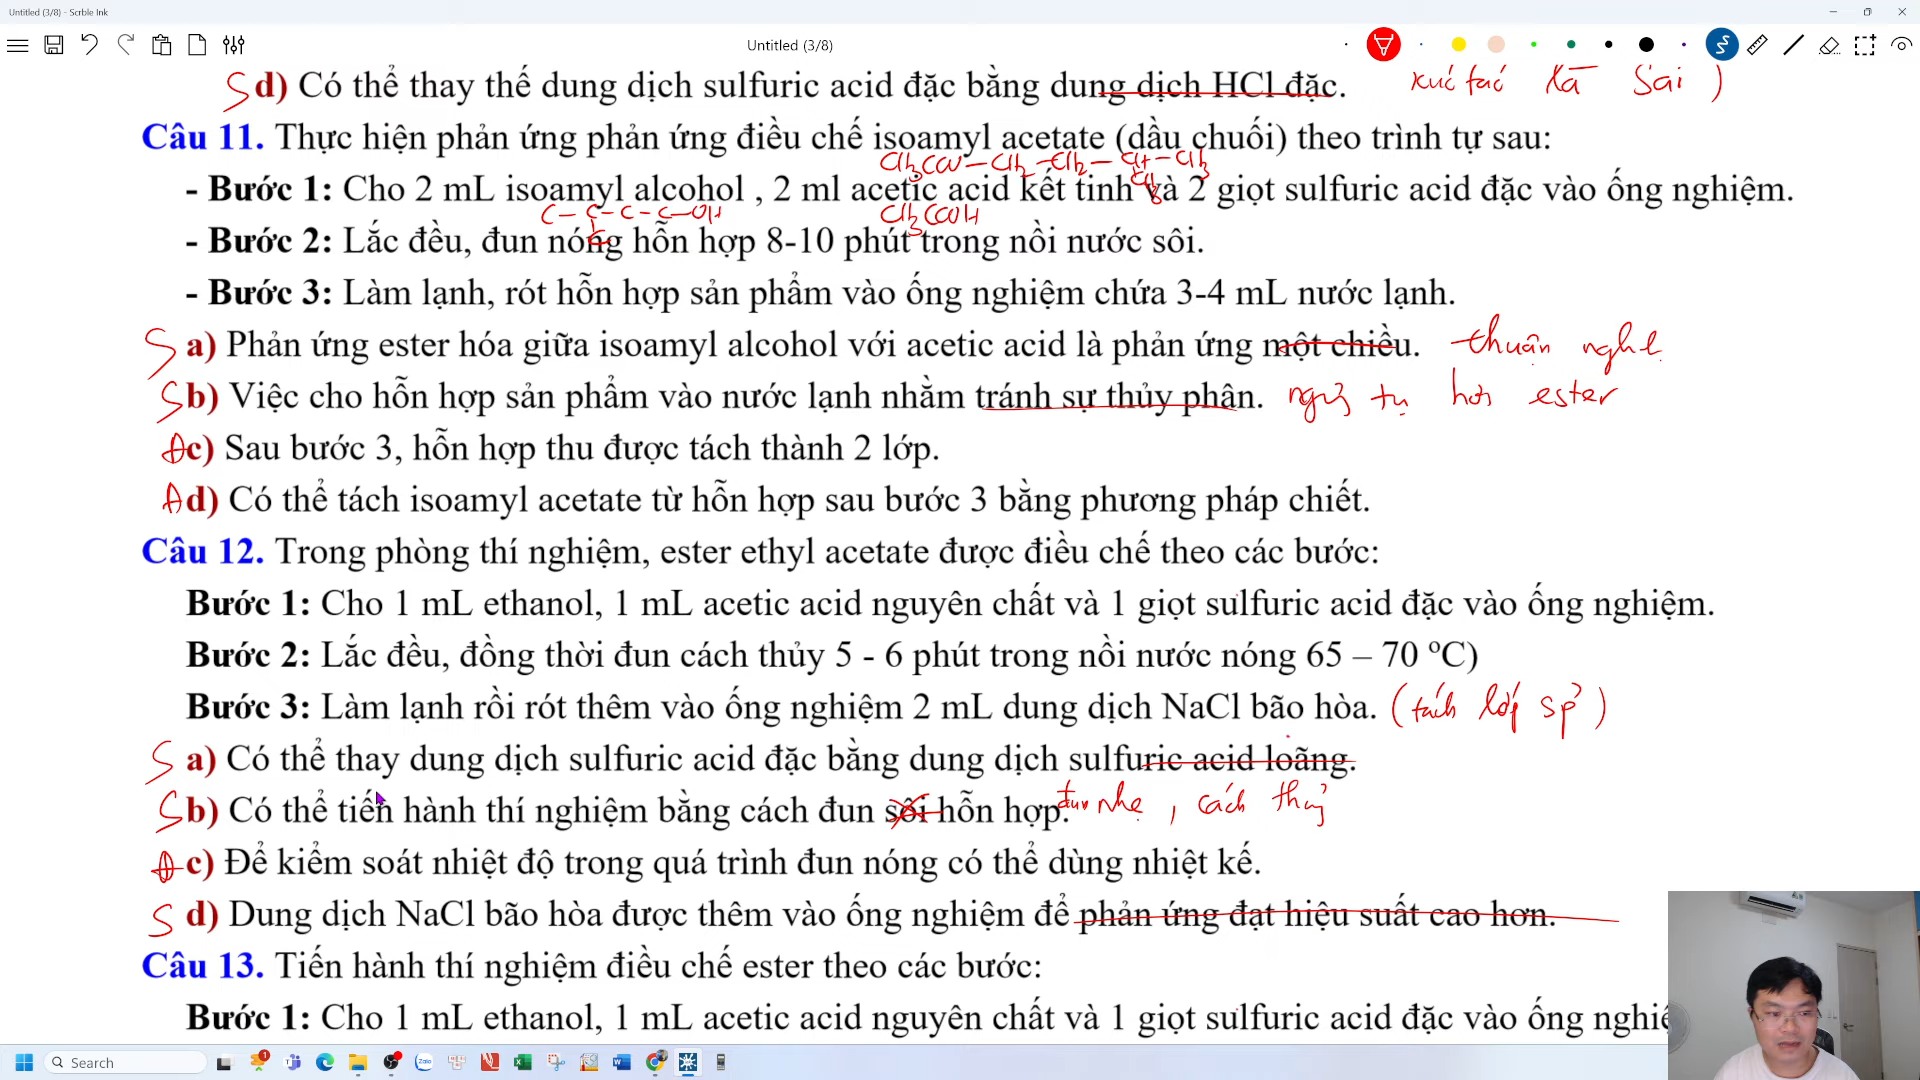 Untitled (3/8) - Scrble Ink
Untitled (3/8)
S d) Có thể thay thế dung dịch sulfuric acid đặc bằng dung dịch HCl đặc. xúc tác là sai )
Câu 11. Thực hiện phản ứng phản ứng điều chế isoamyl acetate (dầu chuối) theo trình tự sau:
CH3COO-CH2-CH2-CH-CH3
CH3
- Bước 1: Cho 2 mL isoamyl alcohol , 2 ml acetic acid kết tinh và 2 giọt sulfuric acid đặc vào ống nghiệm.
C-C-C-C-OH CH3COOH
C
- Bước 2: Lắc đều, đun nóng hỗn hợp 8-10 phút trong nồi nước sôi.
- Bước 3: Làm lạnh, rót hỗn hợp sản phẩm vào ống nghiệm chứa 3-4 mL nước lạnh.
S a) Phản ứng ester hóa giữa isoamyl alcohol với acetic acid là phản ứng một chiều. thuận ngh
S b) Việc cho hỗn hợp sản phẩm vào nước lạnh nhằm tránh sự thủy phân. ngưng tụ hơi ester
Đ c) Sau bước 3, hỗn hợp thu được tách thành 2 lớp.
Đ d) Có thể tách isoamyl acetate từ hỗn hợp sau bước 3 bằng phương pháp chiết.
Câu 12. Trong phòng thí nghiệm, ester ethyl acetate được điều chế theo các bước:
Bước 1: Cho 1 mL ethanol, 1 mL acetic acid nguyên chất và 1 giọt sulfuric acid đặc vào ống nghiệm.
Bước 2: Lắc đều, đồng thời đun cách thủy 5 - 6 phút trong nồi nước nóng 65 – 70 ºC)
Bước 3: Làm lạnh rồi rót thêm vào ống nghiệm 2 mL dung dịch NaCl bão hòa. (tách lớp sp)
S a) Có thể thay dung dịch sulfuric acid đặc bằng dung dịch sulfuric acid loãng.
S b) Có thể tiến hành thí nghiệm bằng cách đun sôi hỗn hợp. đun nhẹ, cách thủy
Đ c) Để kiểm soát nhiệt độ trong quá trình đun nóng có thể dùng nhiệt kế.
S d) Dung dịch NaCl bão hòa được thêm vào ống nghiệm để phản ứng đạt hiệu suất cao hơn.
Câu 13. Tiến hành thí nghiệm điều chế ester theo các bước:
Bước 1: Cho 1 mL ethanol, 1 mL acetic acid nguyên chất và 1 giọt sulfuric acid đặc vào ống nghiệ
Search
Zalo